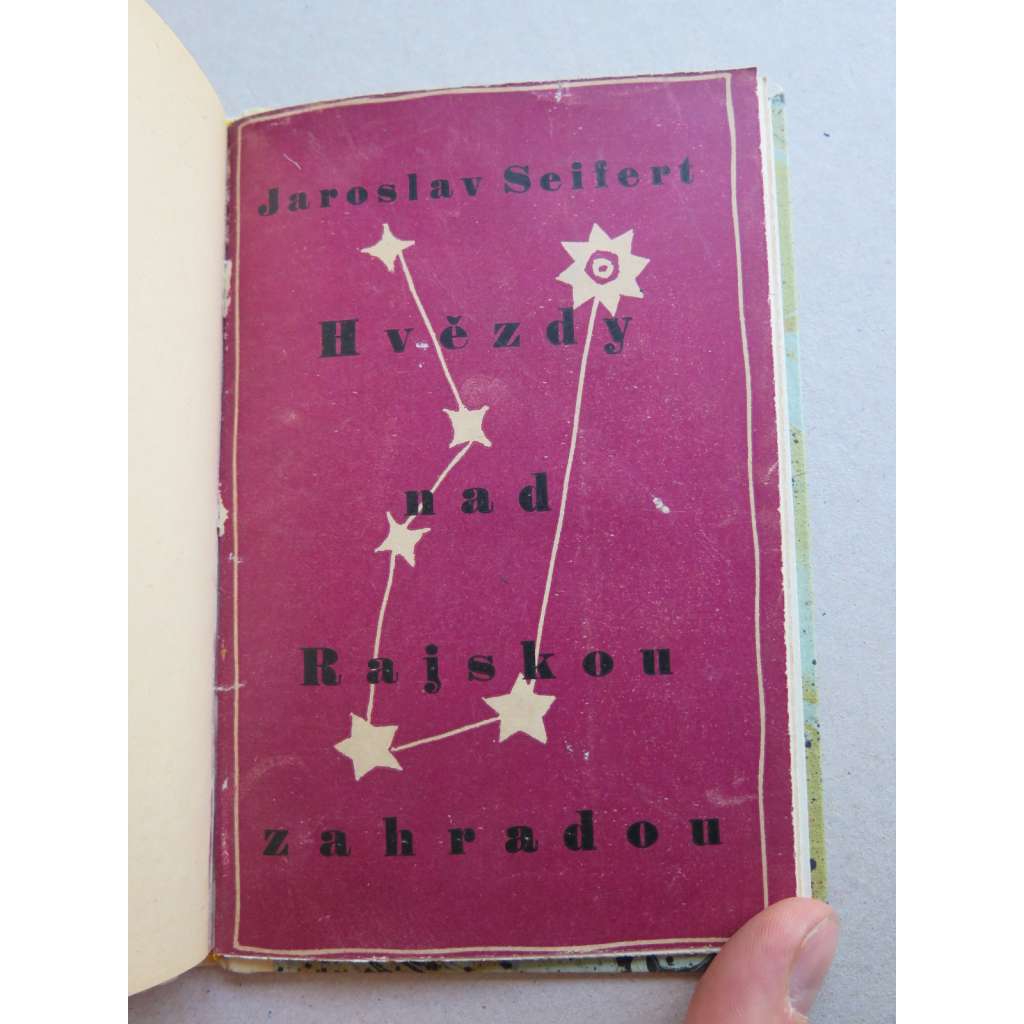 Jaroslav Seifert
Hvězdy
nad
Rajskou
zahradou